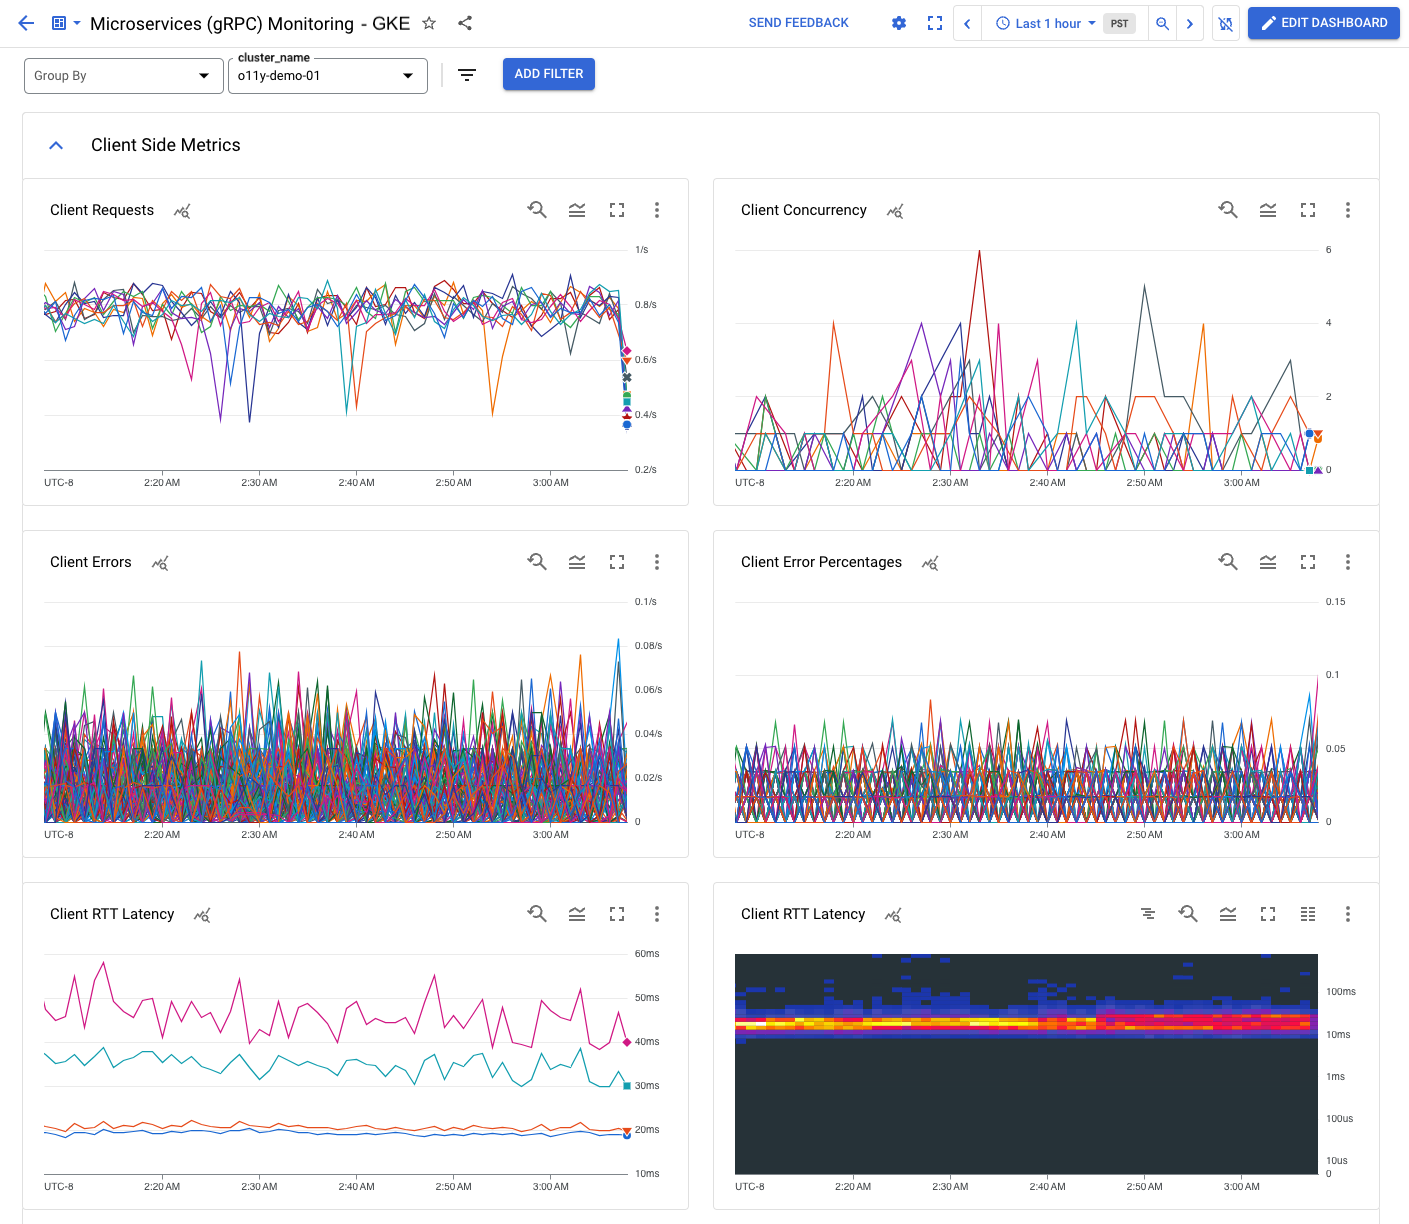 Microservices (gRPC) Monitoring - GKE
SEND FEEDBACK
Last 1 hour
PST
EDIT DASHBOARD
Group By
cluster_name
o11y-demo-01
ADD FILTER
Client Side Metrics
Client Requests
1/s
0.8/s
0.6/s
0.4/s
0.2/s
UTC-8 2:20 AM 2:30 AM 2:40 AM 2:50 AM 3:00 AM
Client Concurrency
6
4
2
0
UTC-8 2:20 AM 2:30 AM 2:40 AM 2:50 AM 3:00 AM
Client Errors
0.1/s
0.08/s
0.06/s
0.04/s
0.02/s
0
UTC-8 2:20 AM 2:30 AM 2:40 AM 2:50 AM 3:00 AM
Client Error Percentages
0.15
0.1
0.05
0
UTC-8 2:20 AM 2:30 AM 2:40 AM 2:50 AM 3:00 AM
Client RTT Latency
60ms
50ms
40ms
30ms
20ms
10ms
UTC-8 2:20 AM 2:30 AM 2:40 AM 2:50 AM 3:00 AM
Client RTT Latency
100ms
10ms
1ms
100us
10us
0
UTC-8 2:20 AM 2:30 AM 2:40 AM 2:50 AM 3:00 AM